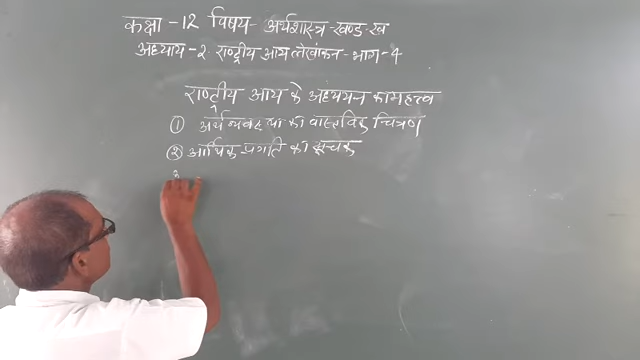 कक्षा - 12 विषय - अर्थशास्त्र - खण्ड - ख
अध्याय - २ राष्ट्रीय आय लेखांकन - भाग - 4
राष्ट्रीय आय के अध्ययन का महत्व
① अर्थव्यवस्था का वास्तविक चित्रण
② आर्थिक प्रगति का सूचक